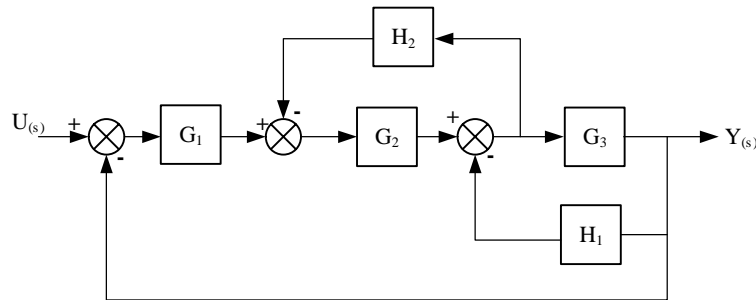 H₂
U₍ₛ₎ + - G₁ + - G₂ + - G₃ Y₍ₛ₎
H₁